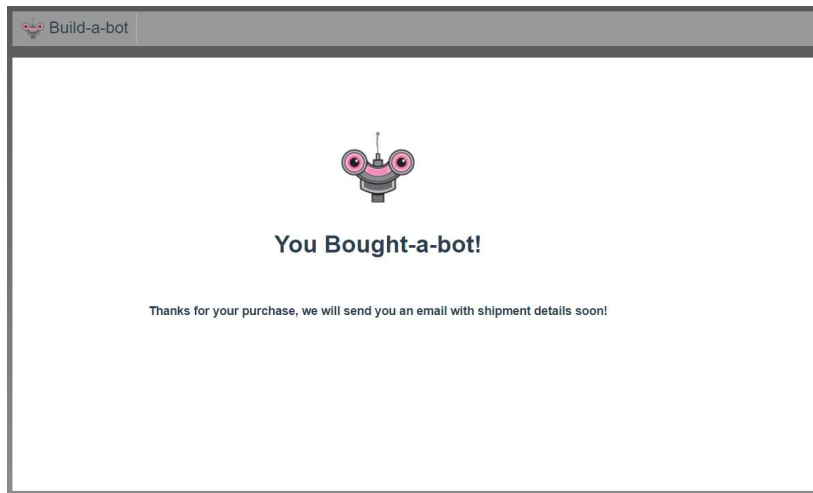 Build-a-bot
You Bought-a-bot!
Thanks for your purchase, we will send you an email with shipment details soon!